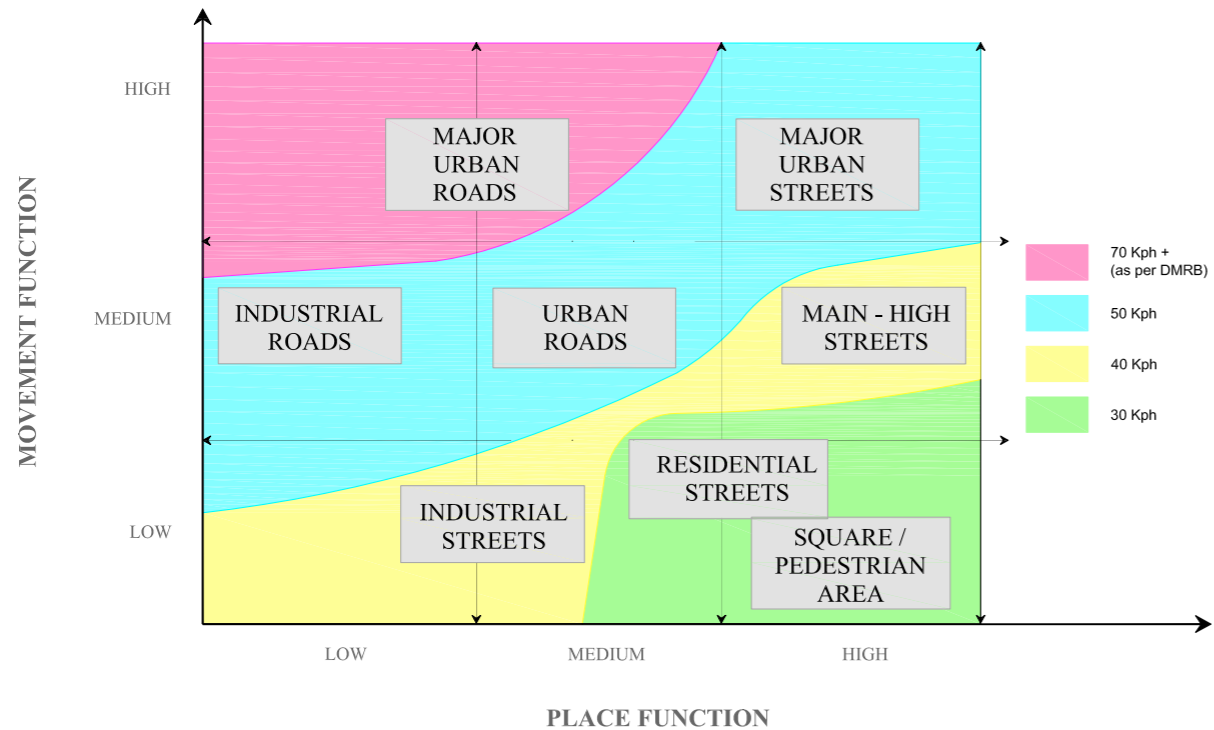 HIGH
MAJOR
URBAN
ROADS
MAJOR
URBAN
STREETS
MOVEMENT FUNCTION
MEDIUM
INDUSTRIAL
ROADS
URBAN
ROADS
MAIN - HIGH
STREETS
70 Kph +
(as per DMRB)
50 Kph
40 Kph
30 Kph
LOW
INDUSTRIAL
STREETS
RESIDENTIAL
STREETS
SQUARE /
PEDESTRIAN
AREA
LOW
MEDIUM
HIGH
PLACE FUNCTION